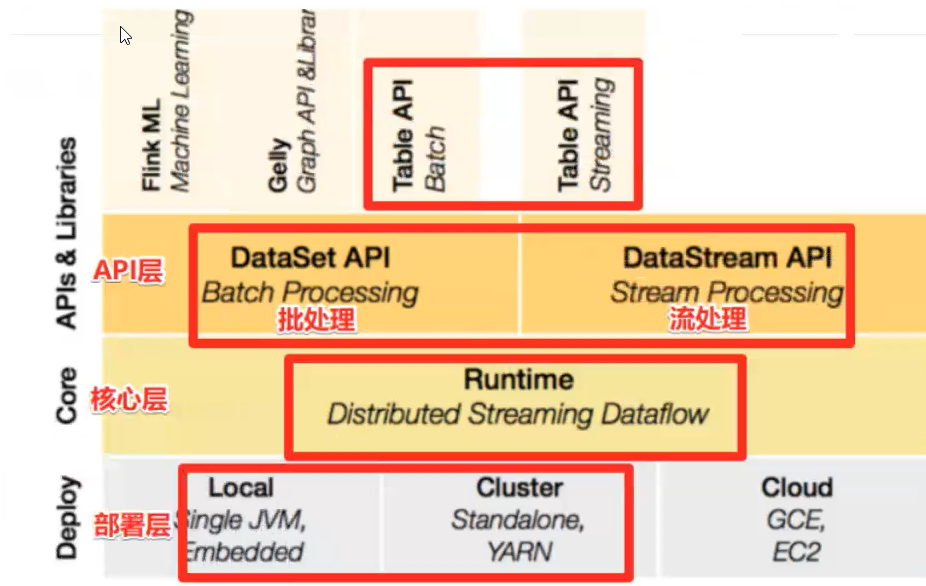 Flink ML
Machine Learning
Gelly
Graph API &Librar
Table API
Batch
Table API
Streaming
APIs & Libraries
API层
DataSet API
Batch Processing
批处理
DataStream API
Stream Processing
流处理
Core
核心层
Runtime
Distributed Streaming Dataflow
Deploy
部署层
Local
Single JVM,
Embedded
Cluster
Standalone,
YARN
Cloud
GCE,
EC2